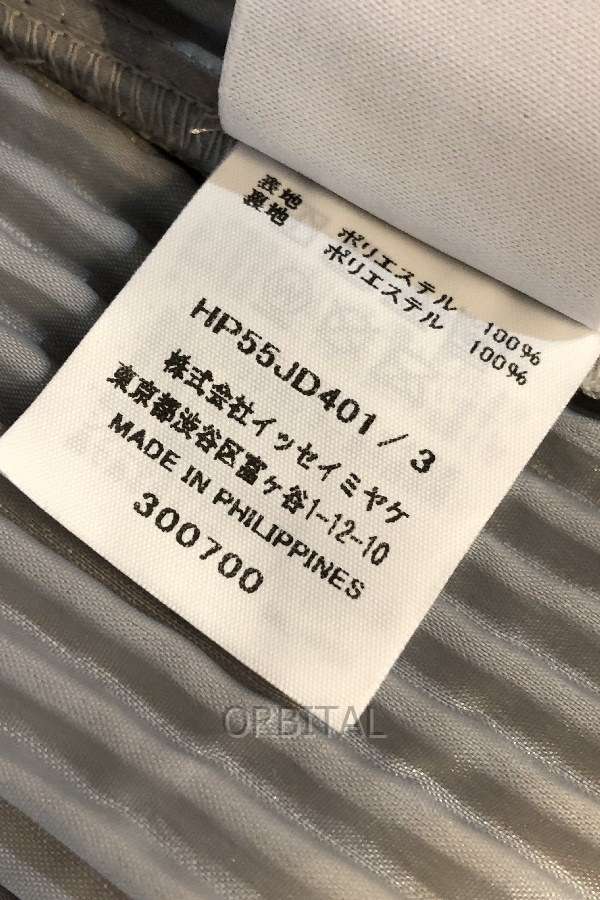 表地 ポリエステル 100%
裏地 ポリエステル 100%
HP55JD401/3
株式会社イッセイミヤケ
東京都渋谷区富ヶ谷1-12-10
MADE IN PHILIPPINES
300700
ORBITAL